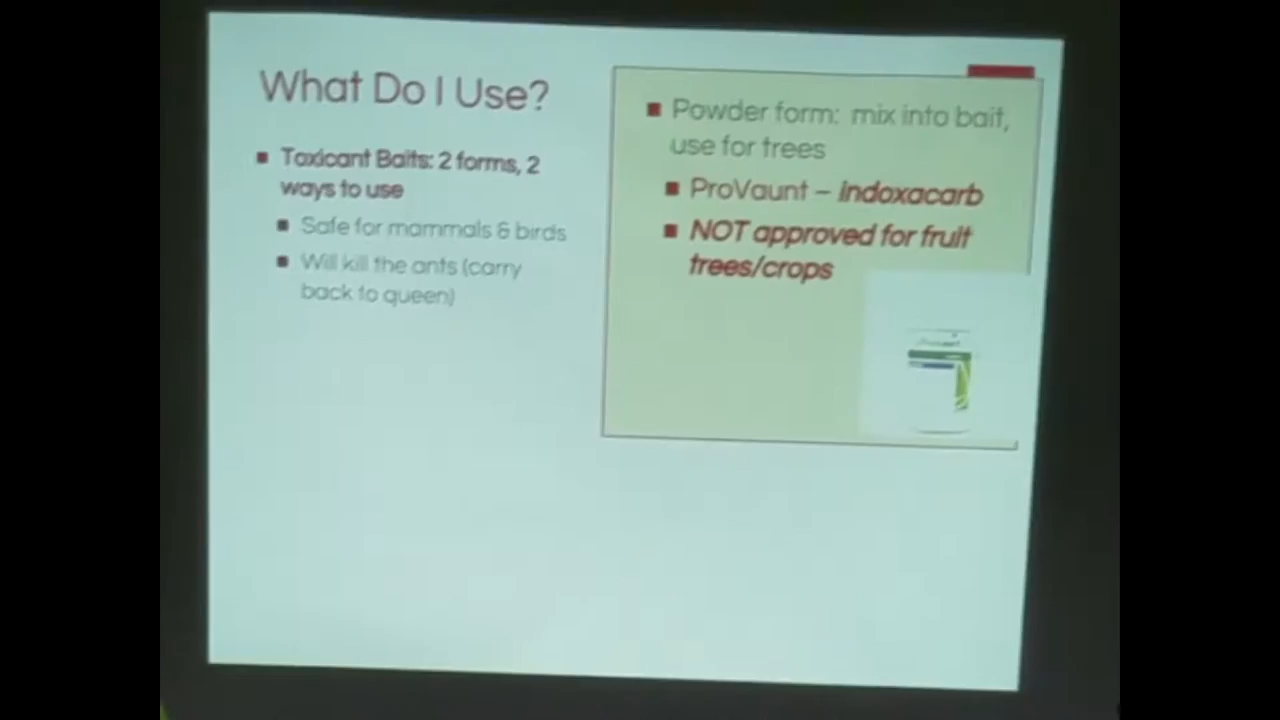 What Do I Use?
Toxicant Baits: 2 forms, 2
ways to use
Safe for mammals & birds
Will kill the ants (carry
back to queen)
Powder form: mix into bait,
use for trees
ProVaunt – indoxacarb
NOT approved for fruit
trees/crops